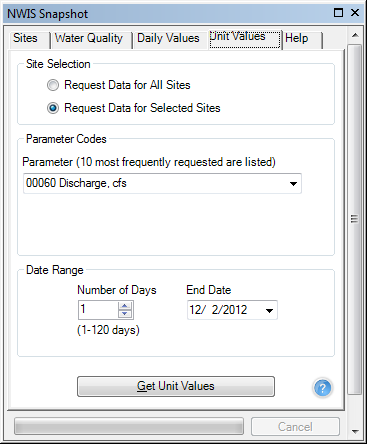 NWIS Snapshot
Sites Water Quality Daily Values Unit Values Help
Site Selection
Request Data for All Sites
Request Data for Selected Sites
Parameter Codes
Parameter (10 most frequently requested are listed)
00060 Discharge, cfs
Date Range
Number of Days End Date
1 12/ 2/2012
(1-120 days)
Get Unit Values ?
Cancel